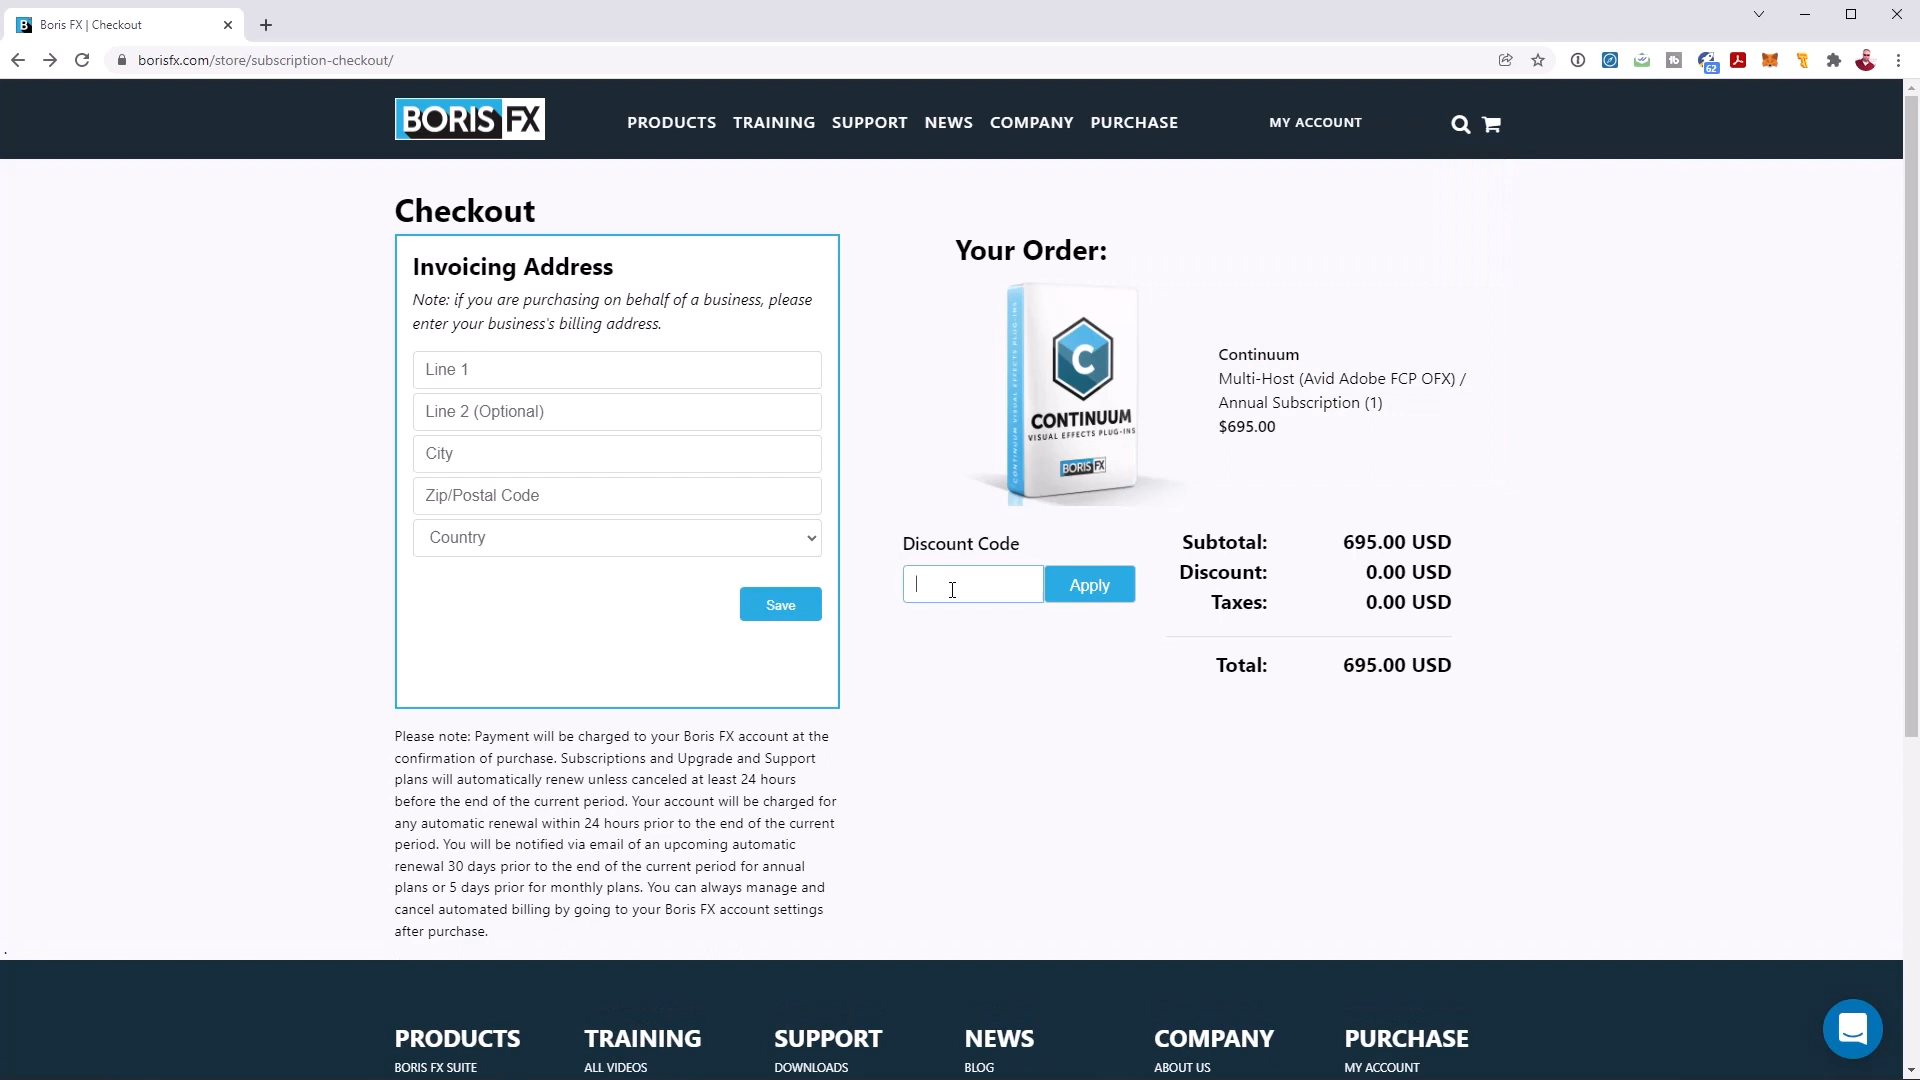 Boris FX | Checkout
borisfx.com/store/subscription-checkout/
62
BORIS FX
PRODUCTS TRAINING SUPPORT NEWS COMPANY PURCHASE MY ACCOUNT
Checkout
Invoicing Address
Note: if you are purchasing on behalf of a business, please
enter your business's billing address.
Line 1
Line 2 (Optional)
City
Zip/Postal Code
Country
Save
Please note: Payment will be charged to your Boris FX account at the
confirmation of purchase. Subscriptions and Upgrade and Support
plans will automatically renew unless canceled at least 24 hours
before the end of the current period. Your account will be charged for
any automatic renewal within 24 hours prior to the end of the current
period. You will be notified via email of an upcoming automatic
renewal 30 days prior to the end of the current period for annual
plans or 5 days prior for monthly plans. You can always manage and
cancel automated billing by going to your Boris FX account settings
after purchase.
Your Order:
CONTINUUM VISUAL EFFECTS PLUG-INS
C
CONTINUUM
VISUAL EFFECTS PLUG-INS
BORIS FX
Continuum
Multi-Host (Avid Adobe FCP OFX) /
Annual Subscription (1)
$695.00
Discount Code
Apply
Subtotal: 695.00 USD
Discount: 0.00 USD
Taxes: 0.00 USD
Total: 695.00 USD
PRODUCTS TRAINING SUPPORT NEWS COMPANY PURCHASE
BORIS FX SUITE ALL VIDEOS DOWNLOADS BLOG ABOUT US MY ACCOUNT